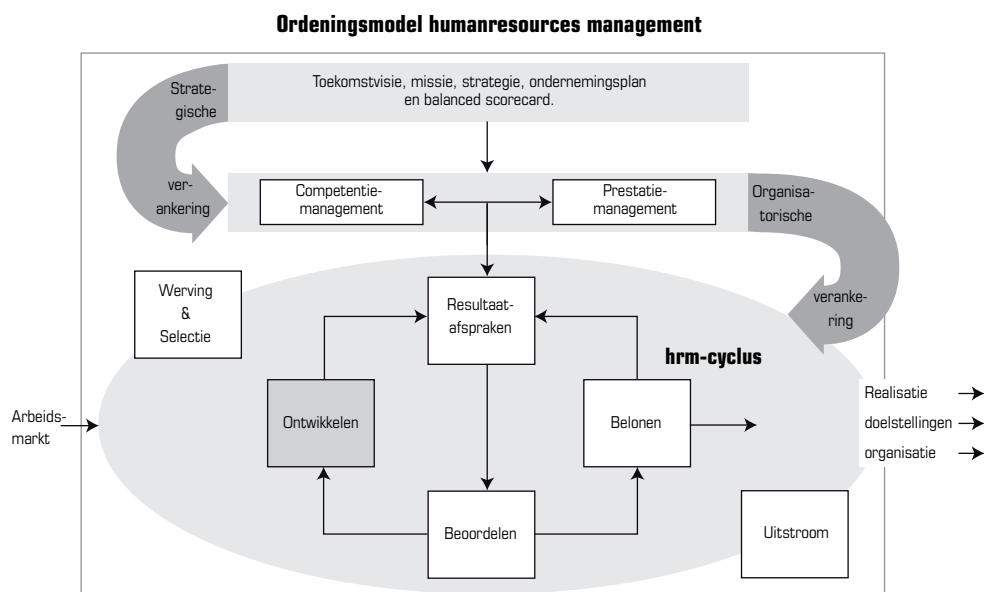 Ordeningsmodel humanresources management
Toekomstvisie, missie, strategie, ondernemingsplan
en balanced scorecard.
Strate-
gische
ver-
ankering
Competentie-
management
Prestatie-
management
Organisa-
torische
veranke-
ring
Werving
&
Selectie
Resultaat-
afspraken
hrm-cyclus
Arbeids-
markt
Ontwikkelen
Belonen
Realisatie
doelstellingen
organisatie
Beoordelen
Uitstroom